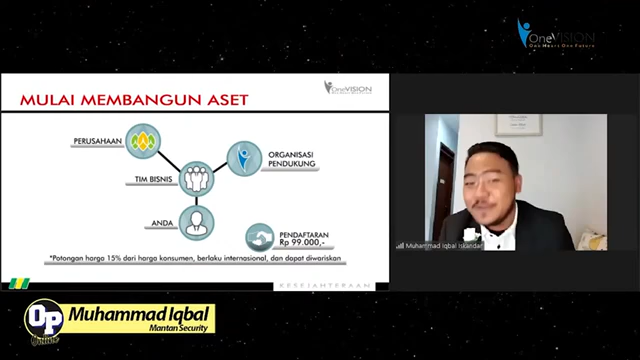 OneVISION
One Heart One Future
OneVISION
MULAI MEMBANGUN ASET
PERUSAHAAN
ORGANISASI
PENDUKUNG
TIM BISNIS
ANDA
PENDAFTARAN
Rp 99.000,-
*Potongan harga 15% dari harga konsumen, berlaku internasional, dan dapat diwariskan
KESEJAHTERAAN
Muhammad Iqbal Iskandar
Op
Muhammad Iqbal
Mantan Security